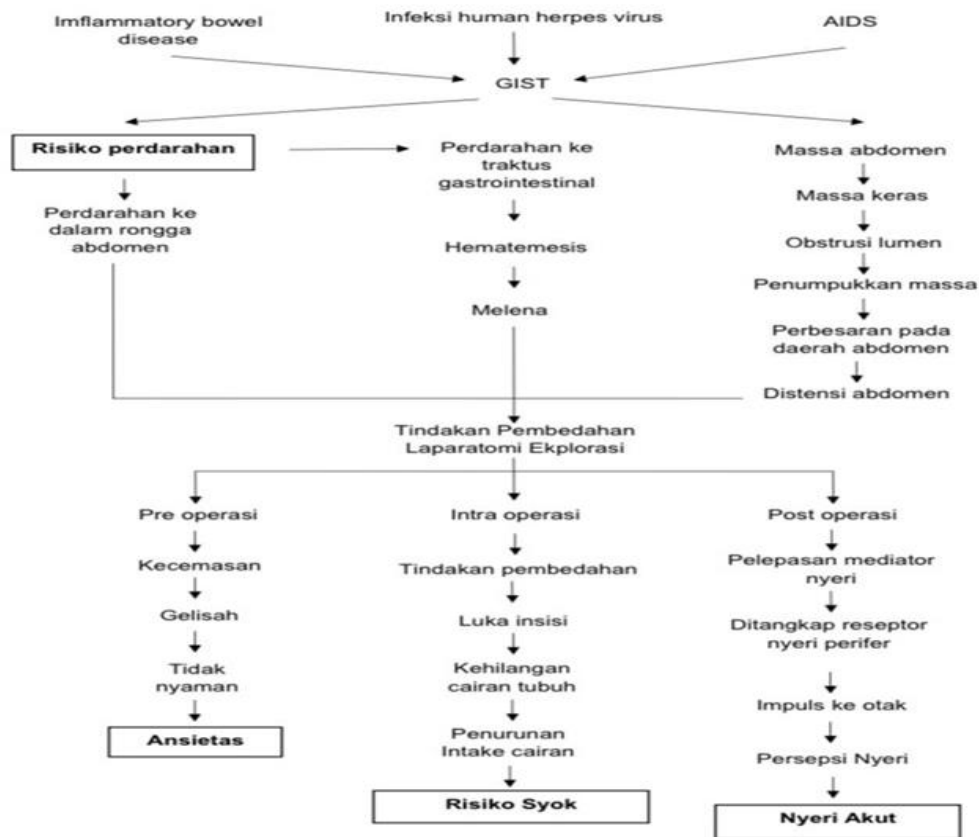 Imflammatory bowel
disease
Infeksi human herpes virus
AIDS
GIST
Risiko perdarahan
Perdarahan ke
traktus
gastrointestinal
Massa abdomen
Massa keras
Perdarahan ke
dalam rongga
abdomen
Hematemesis
Obstrusi lumen
Penumpukkan massa
Melena
Perbesaran pada
daerah abdomen
Distensi abdomen
Tindakan Pembedahan
Laparatomi Ekplorasi
Pre operasi
Intra operasi
Post operasi
Kecemasan
Tindakan pembedahan
Pelepasan mediator
nyeri
Gelisah
Luka insisi
Ditangkap reseptor
nyeri perifer
Tidak
nyaman
Kehilangan
cairan tubuh
Impuls ke otak
Ansietas
Penurunan
Intake cairan
Persepsi Nyeri
Risiko Syok
Nyeri Akut